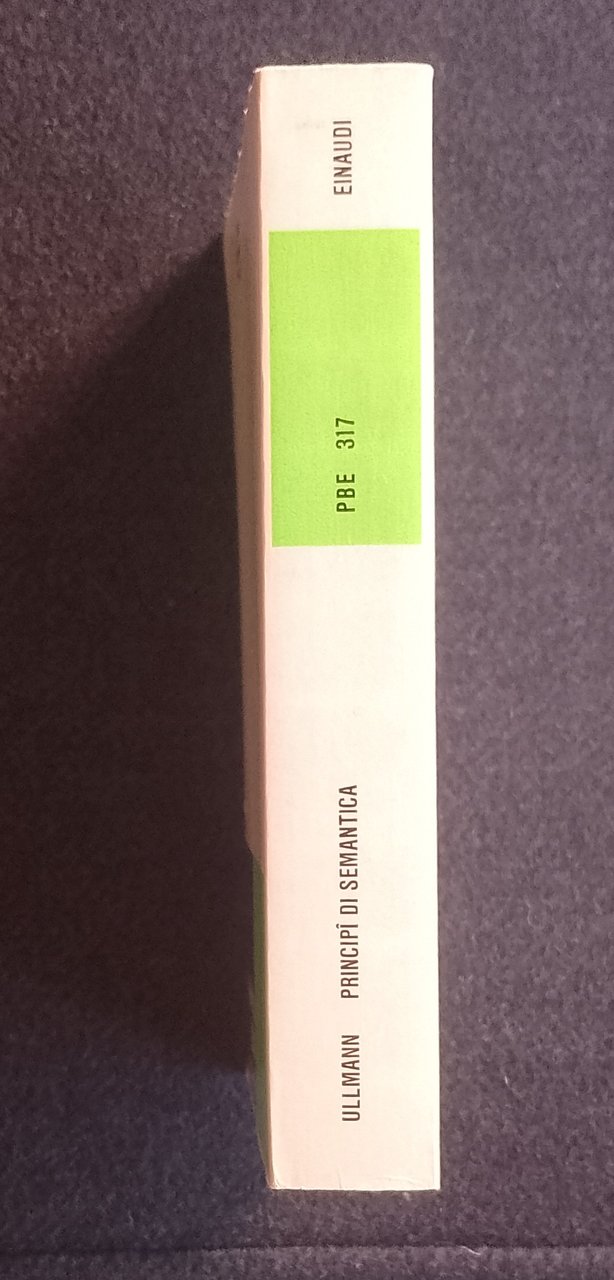 ULLMANN PRINCIPÎ DI SEMANTICA
PBE 317
EINAUDI